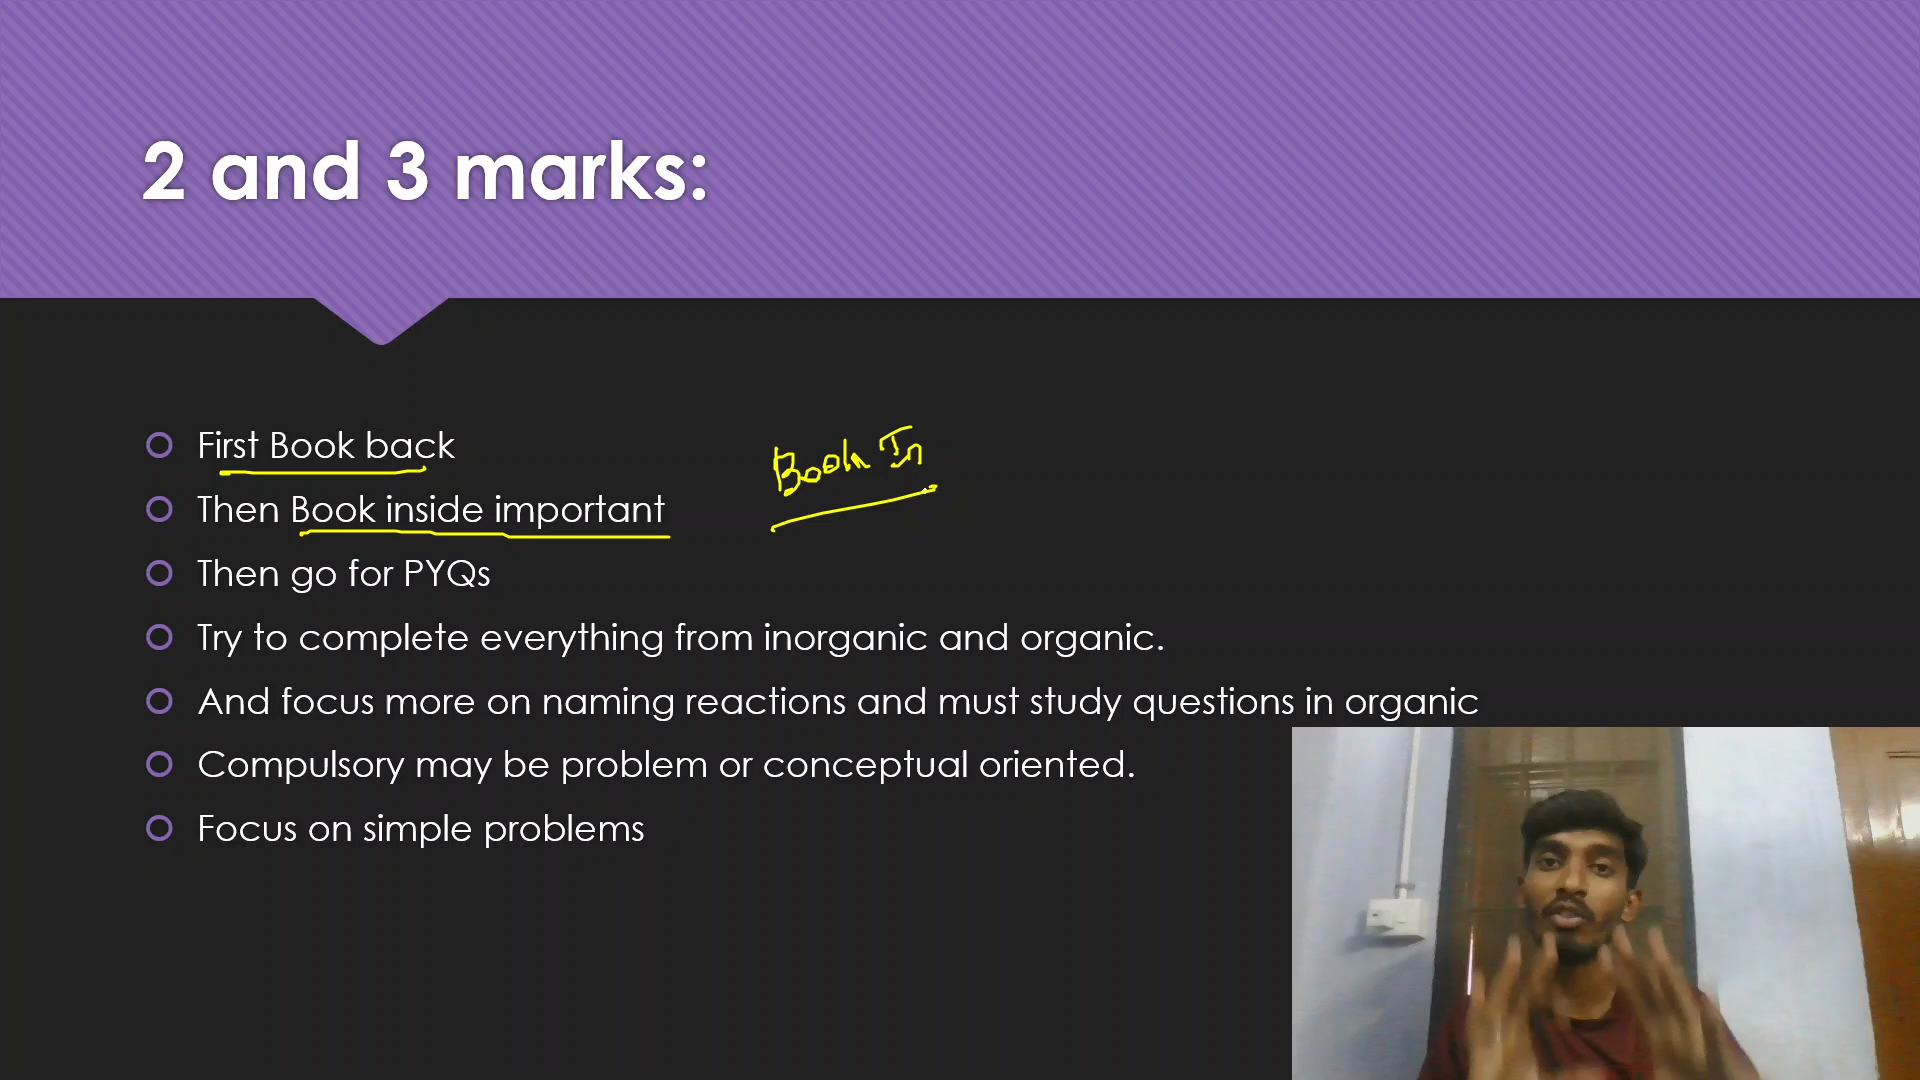 2 and 3 marks:
First Book back
Book In
Then Book inside important
Then go for PYQs
Try to complete everything from inorganic and organic.
And focus more on naming reactions and must study questions in organic
Compulsory may be problem or conceptual oriented.
Focus on simple problems